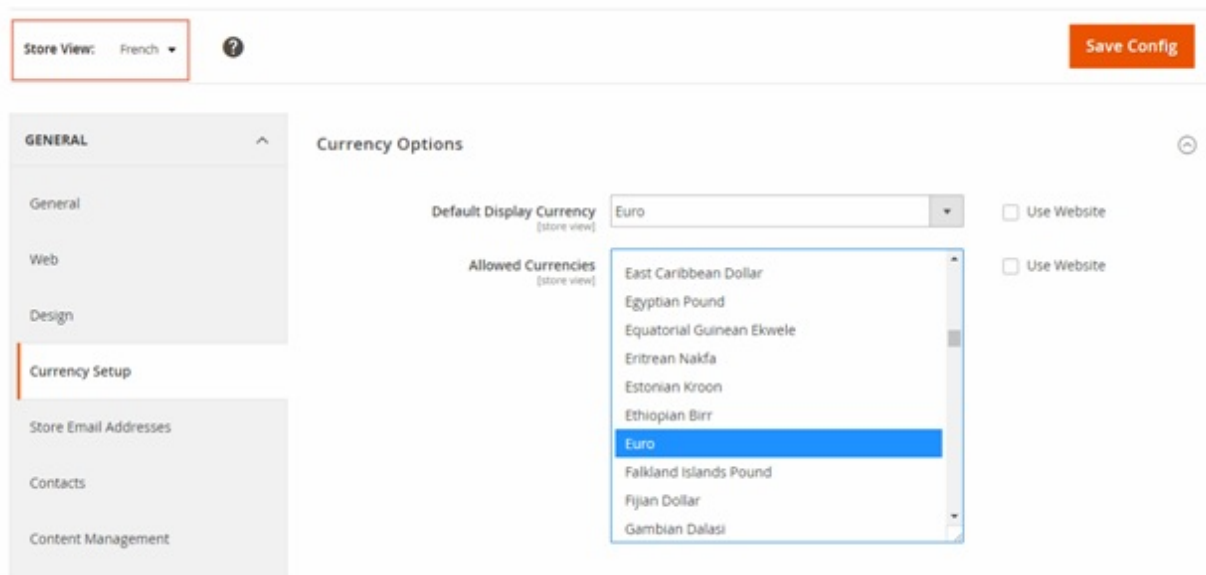 Store View: French
?
Save Config
GENERAL
General
Web
Design
Currency Setup
Store Email Addresses
Contacts
Content Management
Currency Options
Default Display Currency
[store view]
Euro
Use Website
Allowed Currencies
[store view]
East Caribbean Dollar
Egyptian Pound
Equatorial Guinean Ekwele
Eritrean Nakfa
Estonian Kroon
Ethiopian Birr
Euro
Falkland Islands Pound
Fijian Dollar
Gambian Dalasi
Use Website